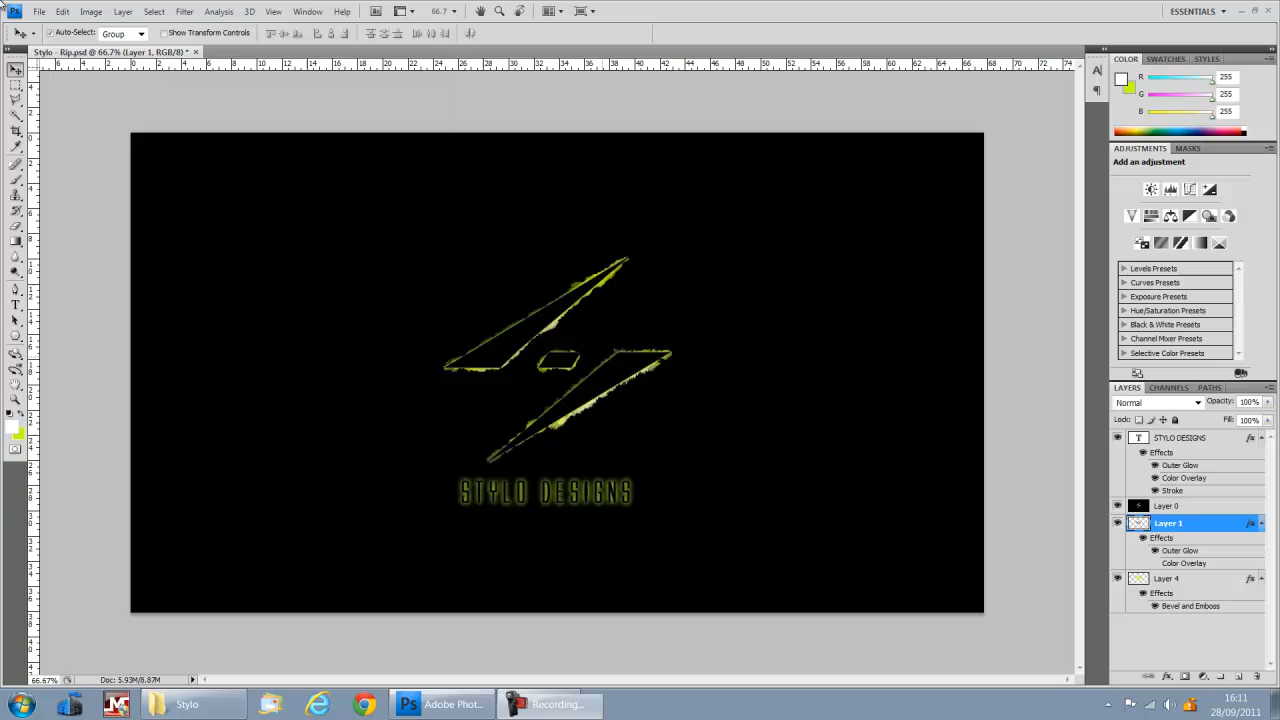 Ps File Edit Image Layer Select Filter Analysis 3D View Window Help 66.7 ESSENTIALS
Auto-Select: Group Show Transform Controls
Stylo - Rip.psd @ 66.7% (Layer 1, RGB/8) *
COLOR SWATCHES STYLES
R 255
G 255
B 255
ADJUSTMENTS MASKS
Add an adjustment
Levels Presets
Curves Presets
Exposure Presets
Hue/Saturation Presets
Black & White Presets
Channel Mixer Presets
Selective Color Presets
LAYERS CHANNELS PATHS
Normal Opacity: 100%
Lock: Fill: 100%
T STYLO DESIGNS fx
Effects
Outer Glow
Color Overlay
Stroke
Layer 0
Layer 1 fx
Effects
Outer Glow
Color Overlay
Layer 4 fx
Effects
Bevel and Emboss
STYLO DESIGNS
66.67% Doc: 5.93M/8.87M
Stylo Ps Adobe Phot... Recording...
16:11
28/09/2011